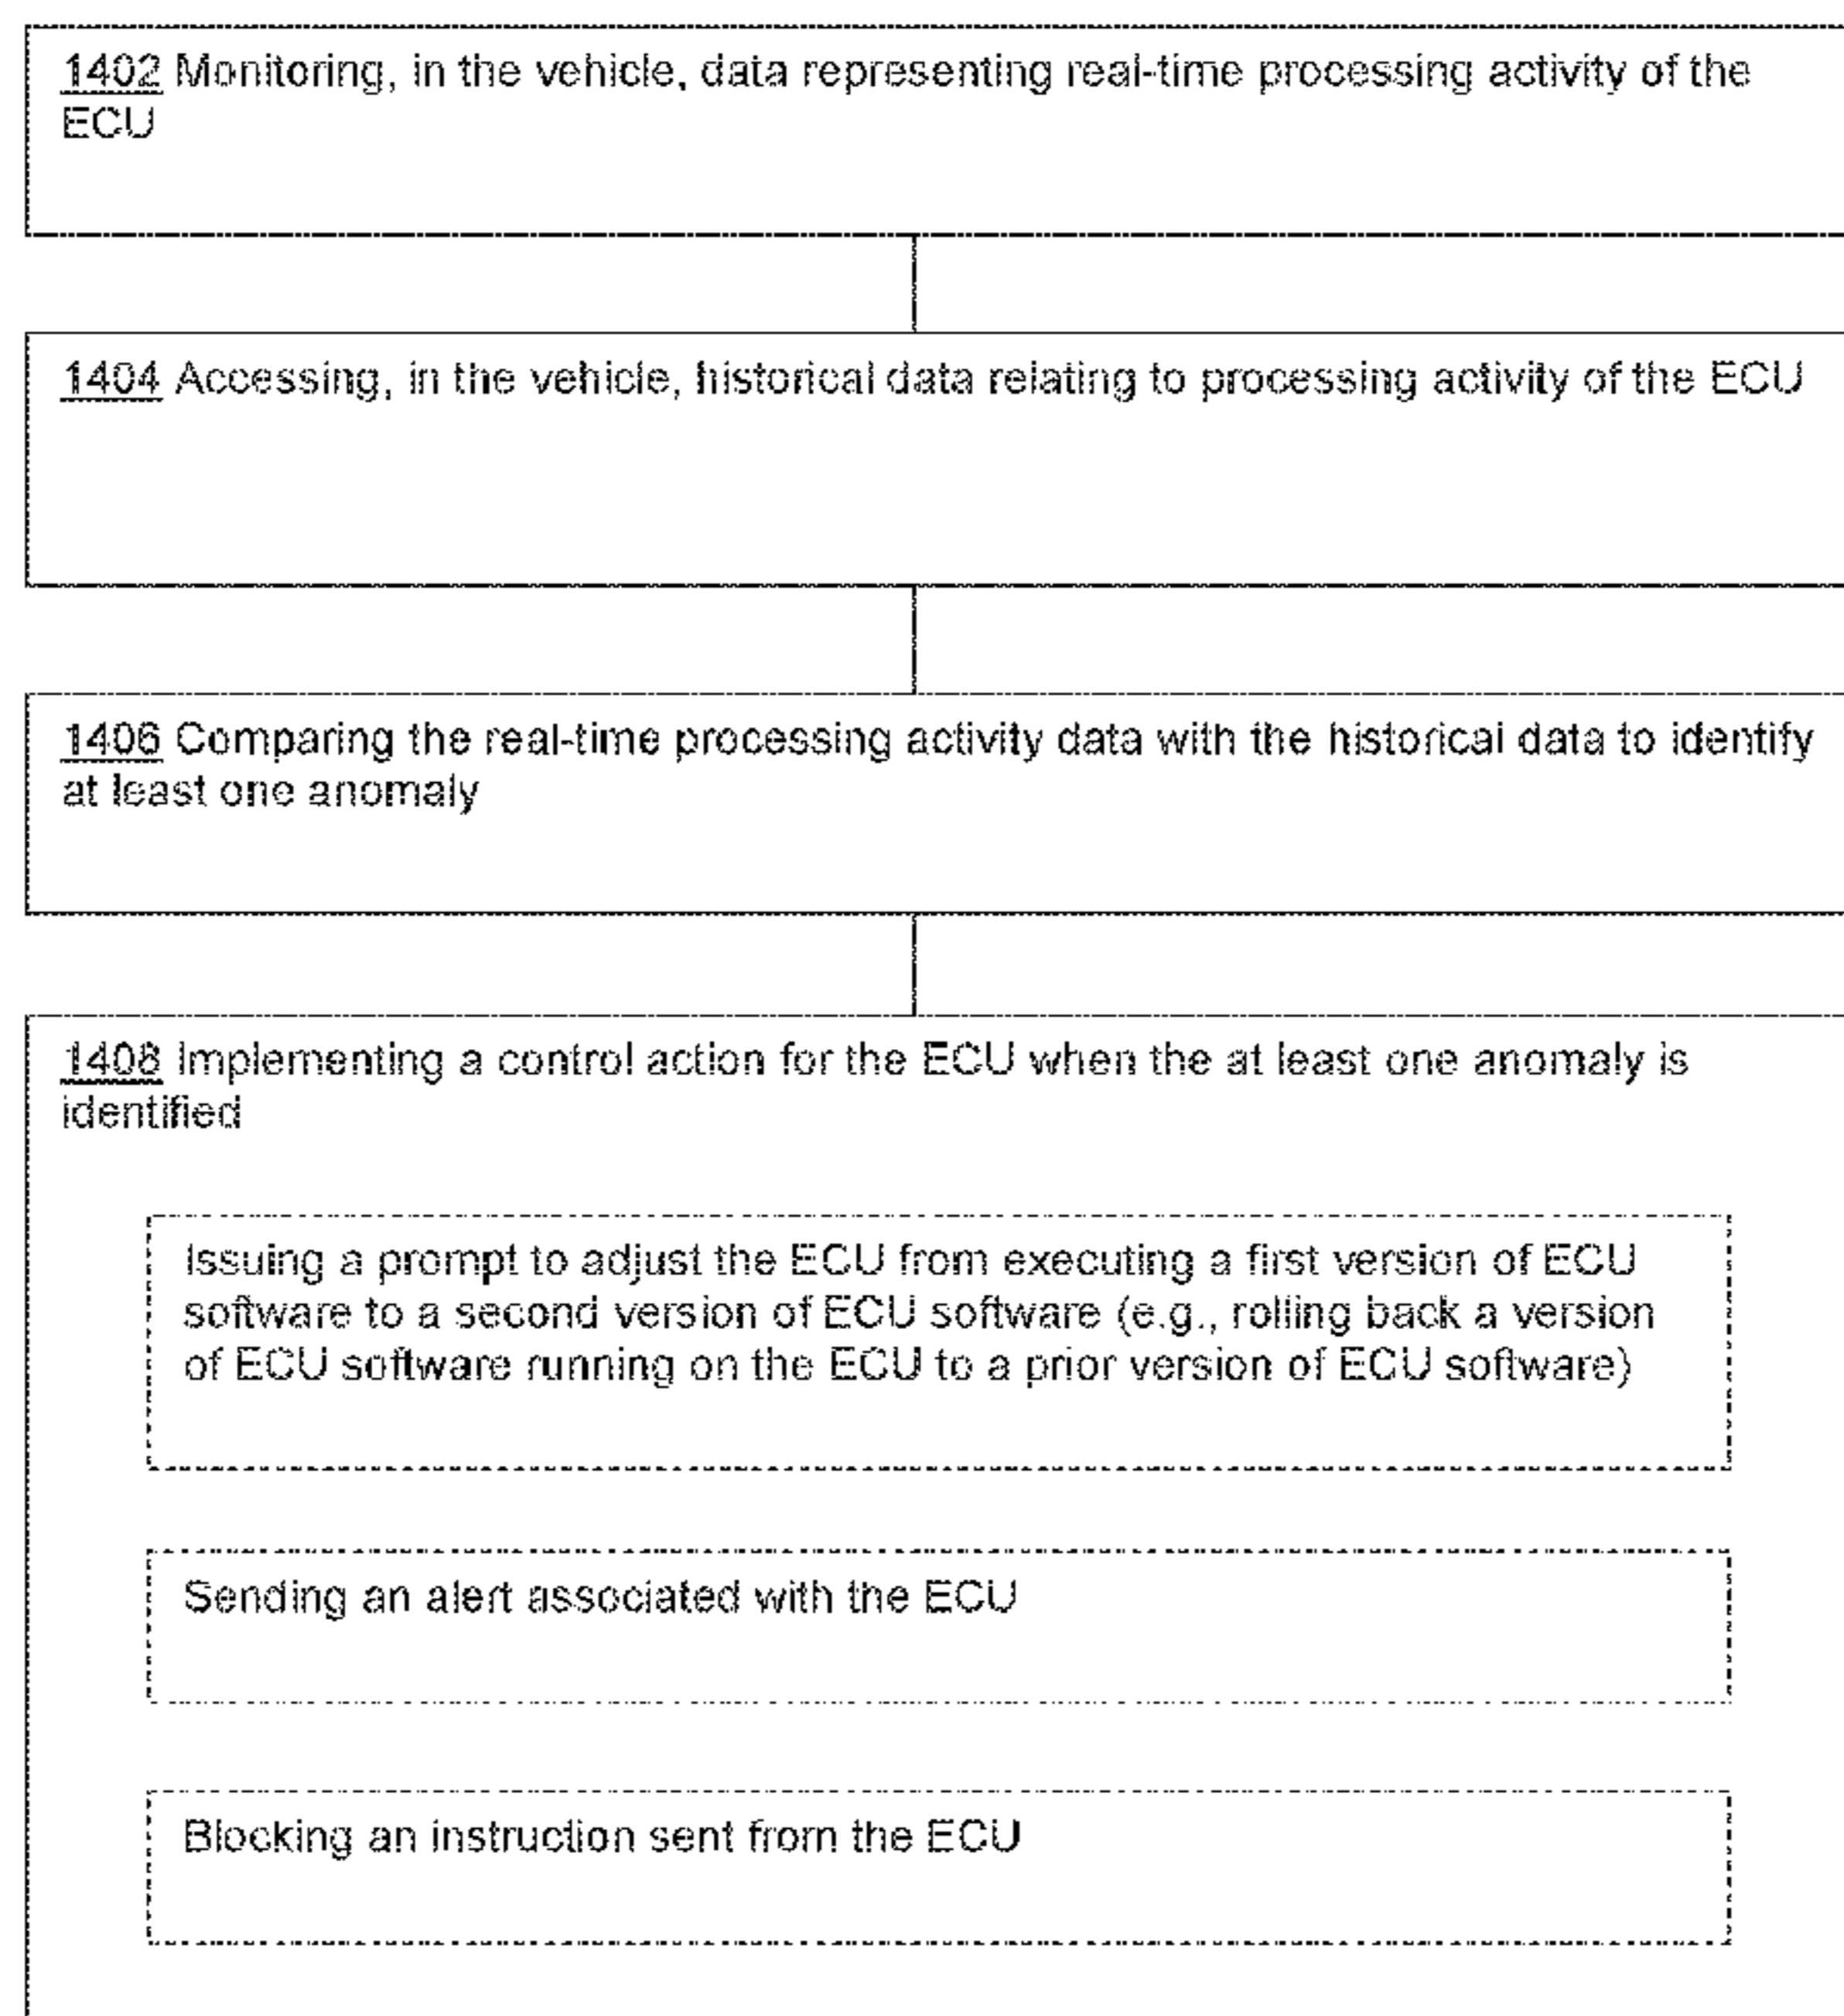 1402 Monitoring, in the vehicle, data representing real-time processing activity of the
ECU
1404 Accessing, in the vehicle, historical data relating to processing activity of the ECU
1406 Comparing the real-time processing activity data with the historical data to identify
at least one anomaly
1408 Implementing a control action for the ECU when the at least one anomaly is
identified
Issuing a prompt to adjust the ECU from executing a first version of ECU
software to a second version of ECU software (e.g., rolling back a version
of ECU software running on the ECU to a prior version of ECU software)
Sending an alert associated with the ECU
Blocking an instruction sent from the ECU